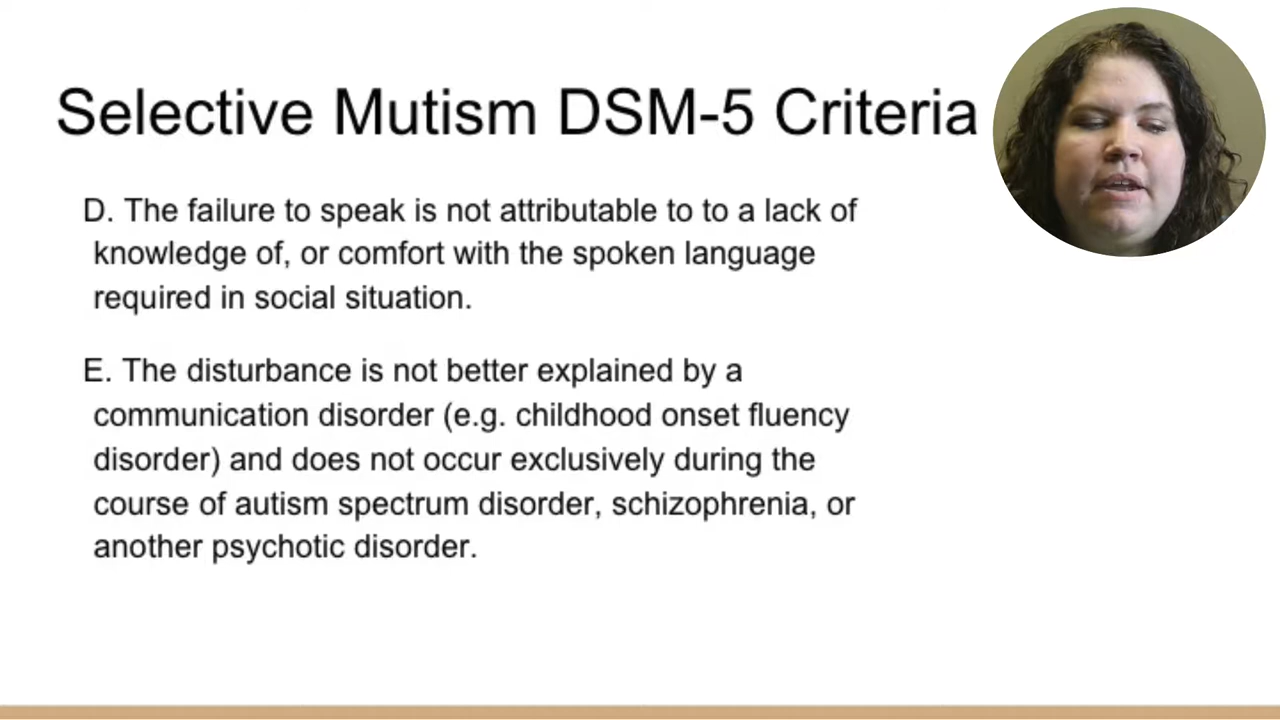 Selective Mutism DSM-5 Criteria
D. The failure to speak is not attributable to to a lack of
knowledge of, or comfort with the spoken language
required in social situation.
E. The disturbance is not better explained by a
communication disorder (e.g. childhood onset fluency
disorder) and does not occur exclusively during the
course of autism spectrum disorder, schizophrenia, or
another psychotic disorder.